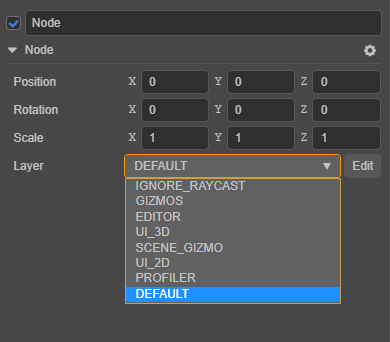 Node
Node
Position X 0 Y 0 Z 0
Rotation X 0 Y 0 Z 0
Scale X 1 Y 1 Z 1
Layer DEFAULT Edit
IGNORE_RAYCAST
GIZMOS
EDITOR
UI_3D
SCENE_GIZMO
UI_2D
PROFILER
DEFAULT